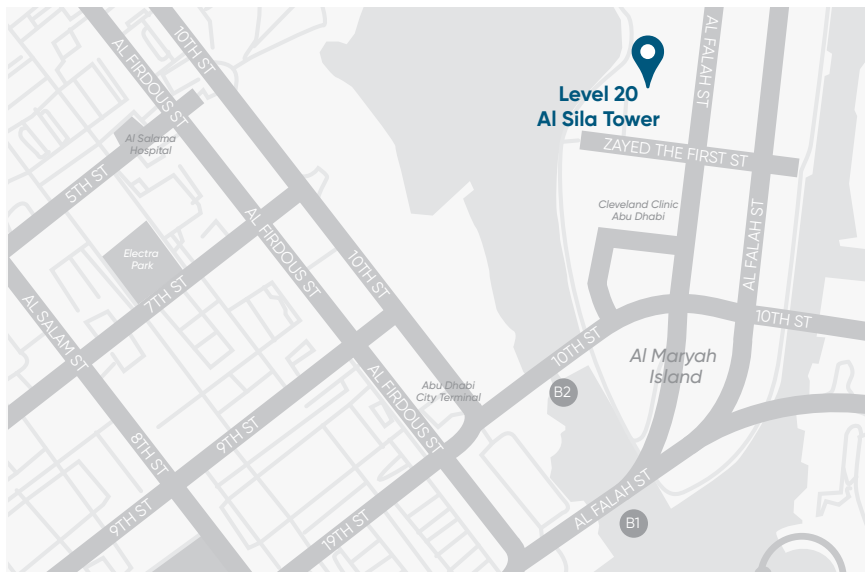 AL FIRDOUS ST
10TH ST
AL FALAH ST
Level 20
Al Sila Tower
ZAYED THE FIRST ST
Al Salama
Hospital
5TH ST
Cleveland Clinic
Abu Dhabi
AL FALAH ST
Electra
Park
AL FIRDOUS ST
10TH ST
7TH ST
AL SALAM ST
10TH ST
10TH ST
Al Maryah
Island
AL FIRDOUS ST
Abu Dhabi
City Terminal
B2
9TH ST
8TH ST
AL FALAH ST
9TH ST
19TH ST
B1